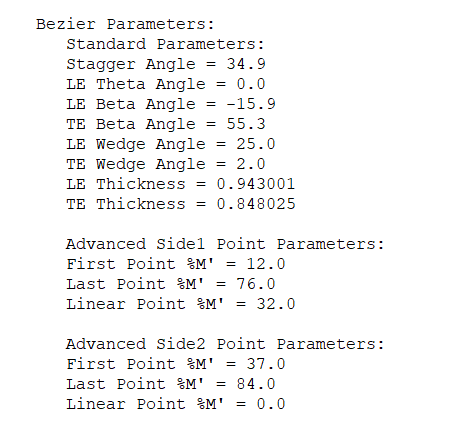 Bezier Parameters:
Standard Parameters:
Stagger Angle = 34.9
LE Theta Angle = 0.0
LE Beta Angle = -15.9
TE Beta Angle = 55.3
LE Wedge Angle = 25.0
TE Wedge Angle = 2.0
LE Thickness = 0.943001
TE Thickness = 0.848025
Advanced Side1 Point Parameters:
First Point %M' = 12.0
Last Point %M' = 76.0
Linear Point %M' = 32.0
Advanced Side2 Point Parameters:
First Point %M' = 37.0
Last Point %M' = 84.0
Linear Point %M' = 0.0